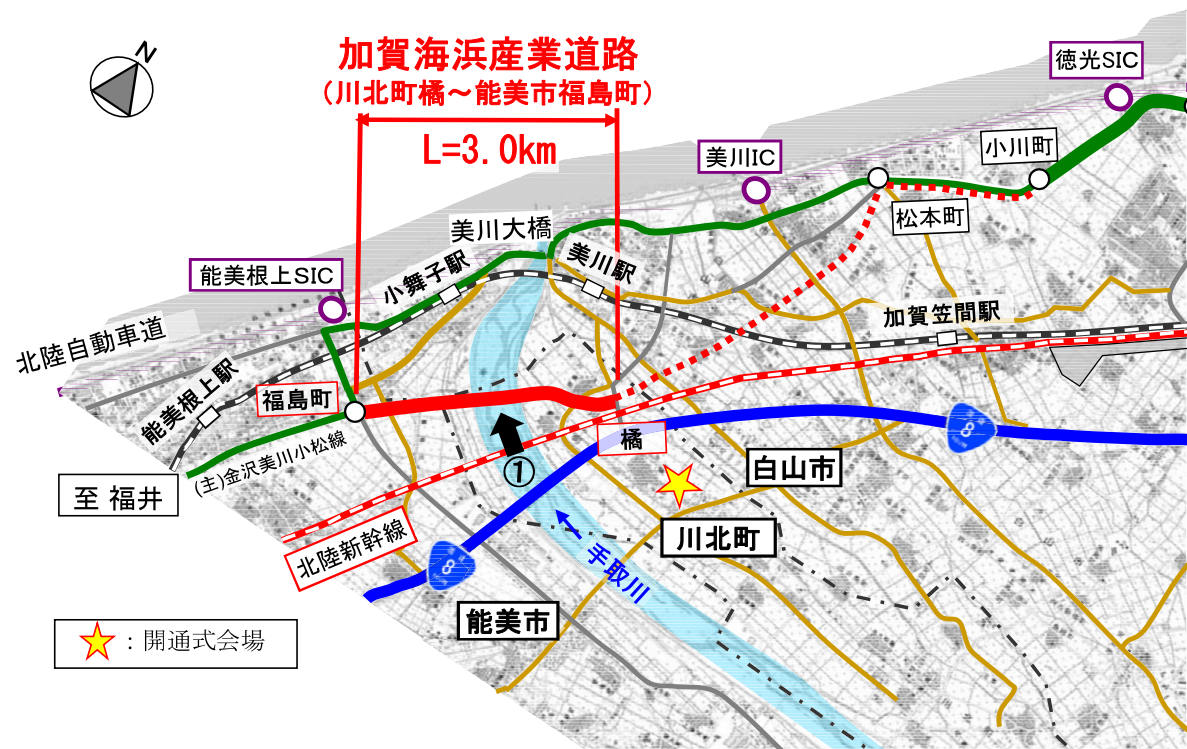 N
加賀海浜産業道路
(川北町橘～能美市福島町)
L=3.0km
徳光SIC
小川町
美川IC
松本町
美川大橋
美川駅
小舞子駅
能美根上SIC
加賀笠間駅
北陸自動車道
能美根上駅
福島町
橘
8
①
(主)金沢美川小松線
白山市
至 福井
川北町
北陸新幹線
8
手取川
能美市
：開通式会場